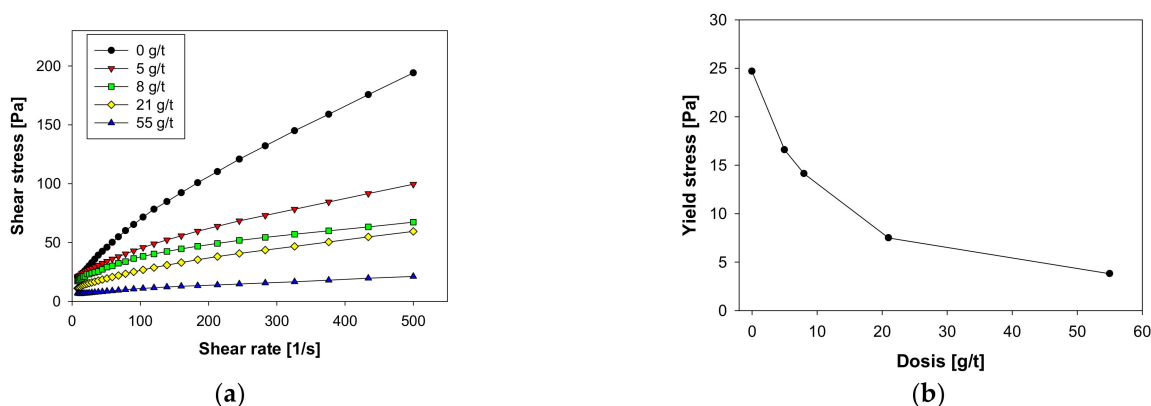 0 g/t
5 g/t
8 g/t
21 g/t
55 g/t
Shear stress [Pa]
200
150
100
50
0
0 100 200 300 400 500
Shear rate [1/s]
(a)
Yield stress [Pa]
30
25
20
15
10
5
0
0 10 20 30 40 50 60
Dosis [g/t]
(b)